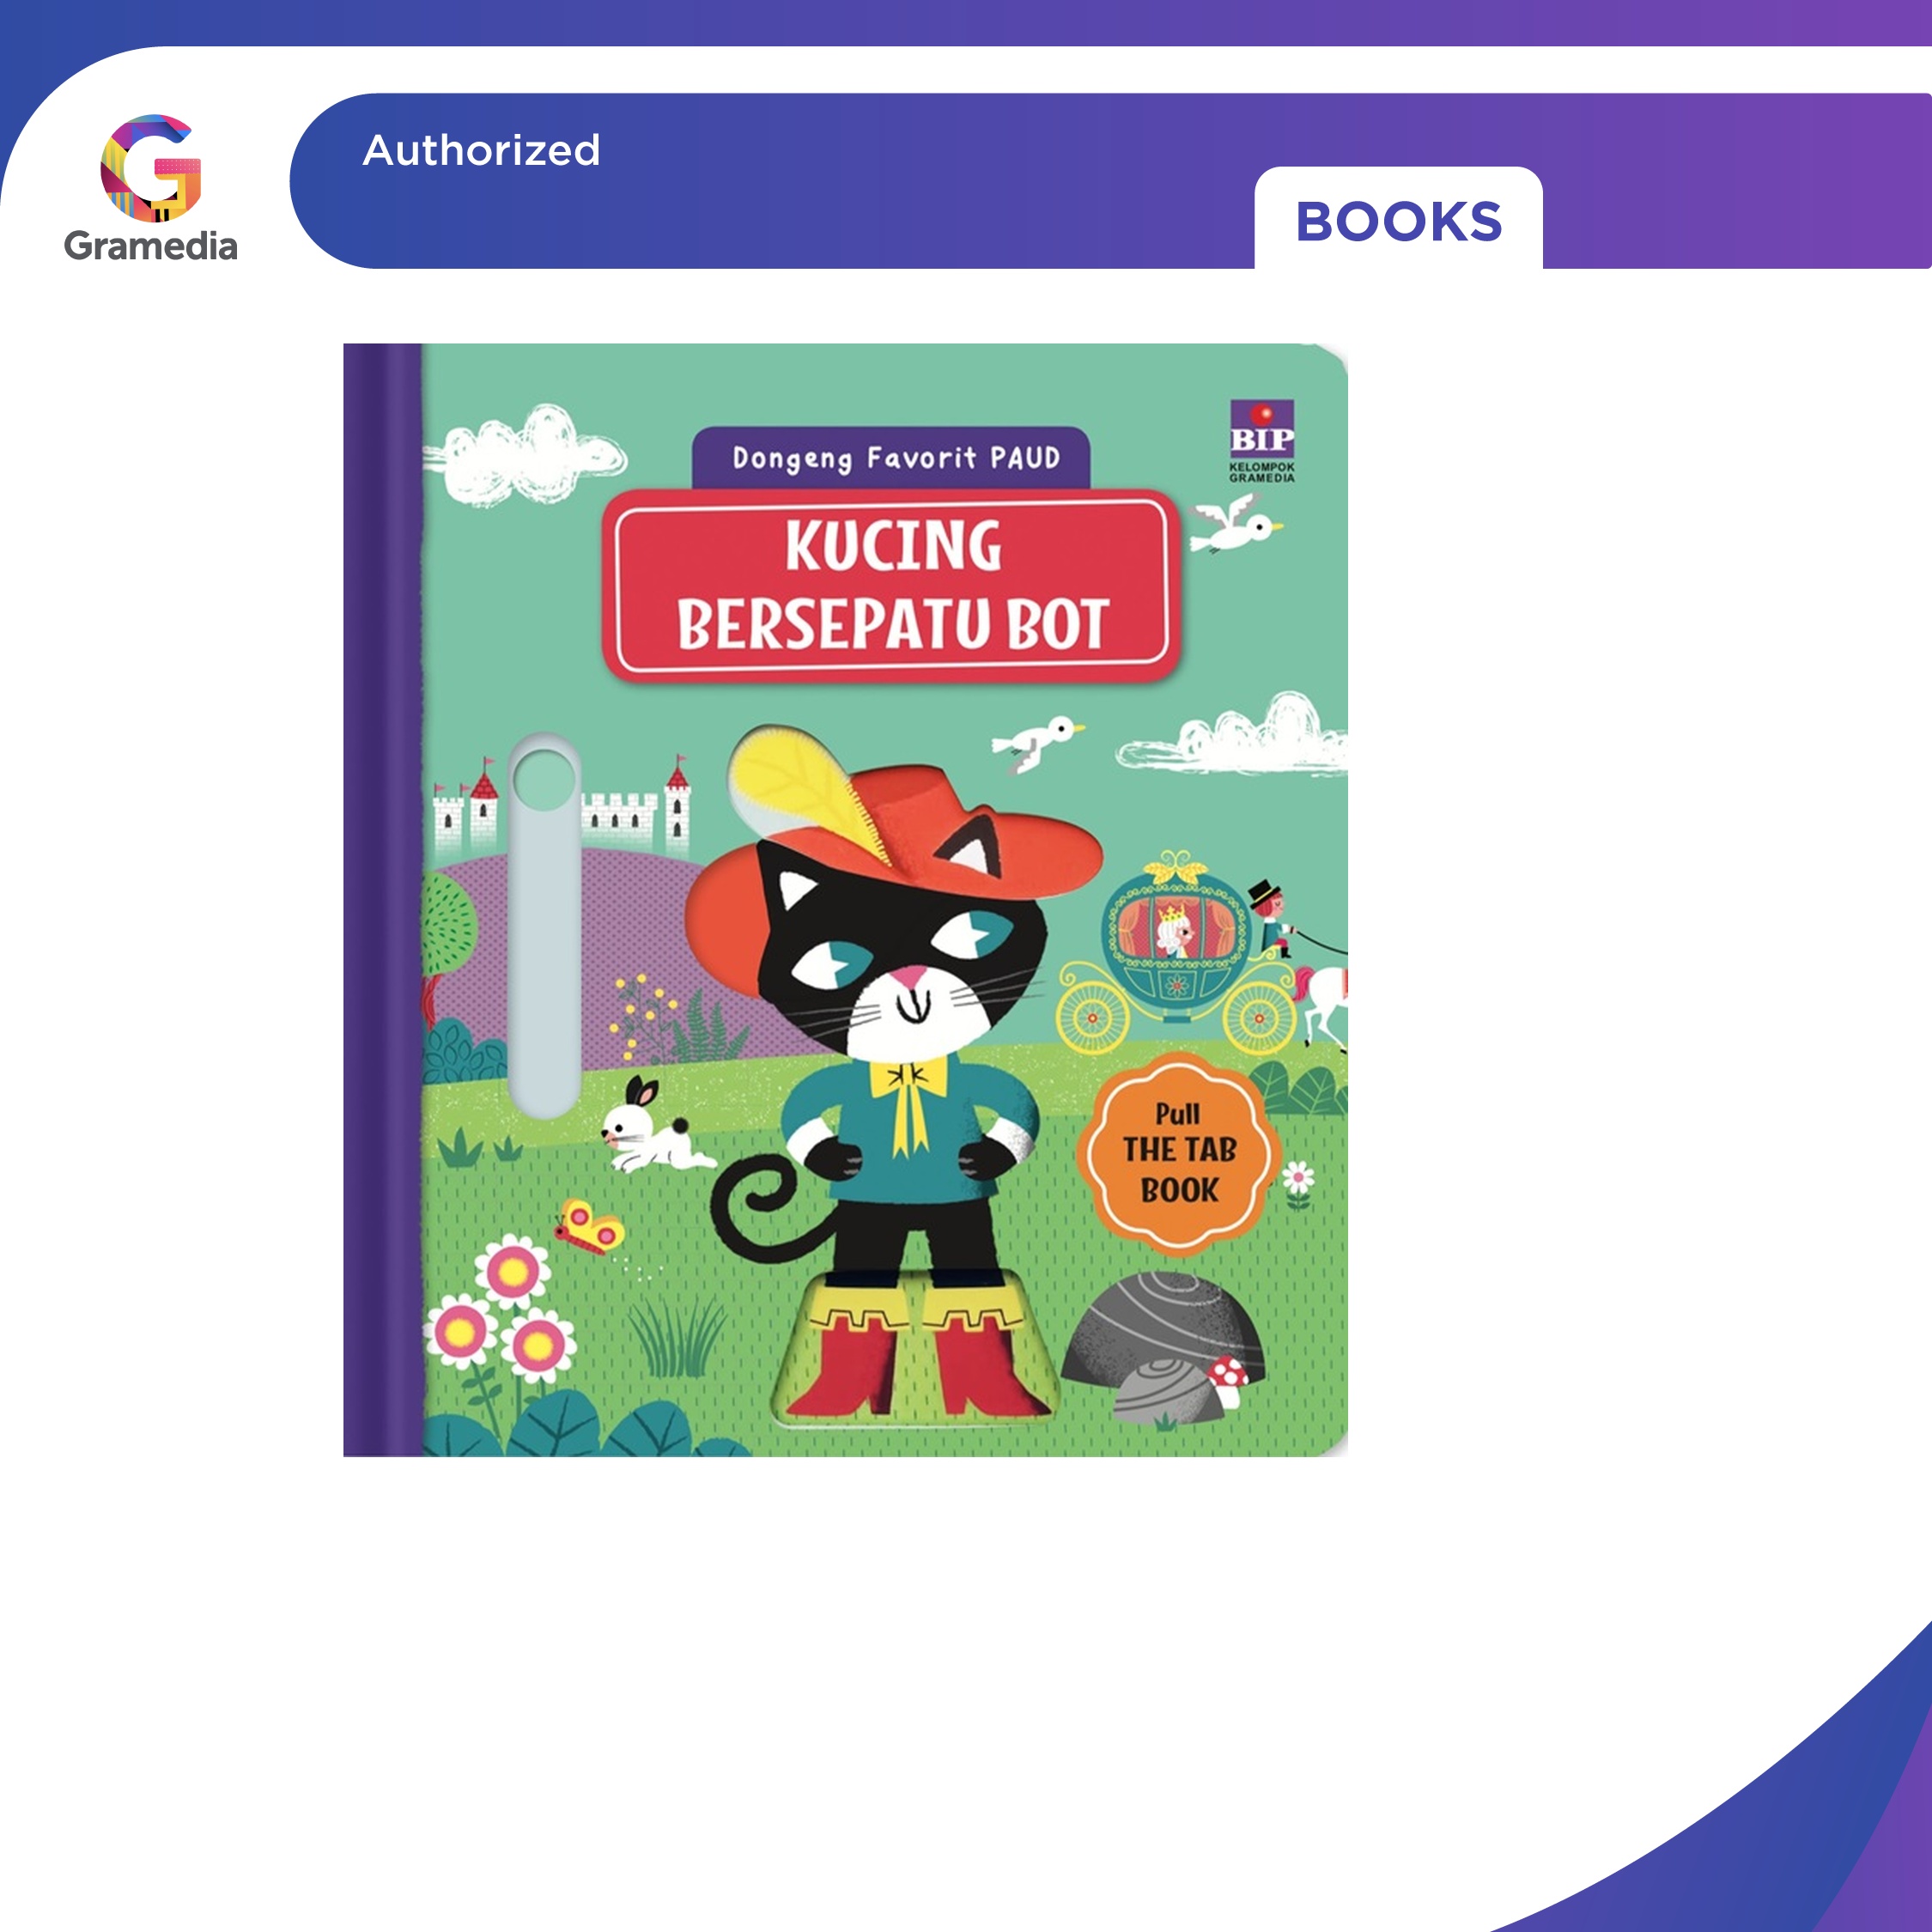 Gramedia
Authorized
BOOKS
BIP
KELOMPOK
GRAMEDIA
Dongeng Favorit PAUD
KUCING
BERSEPATU BOT
Pull
THE TAB
BOOK